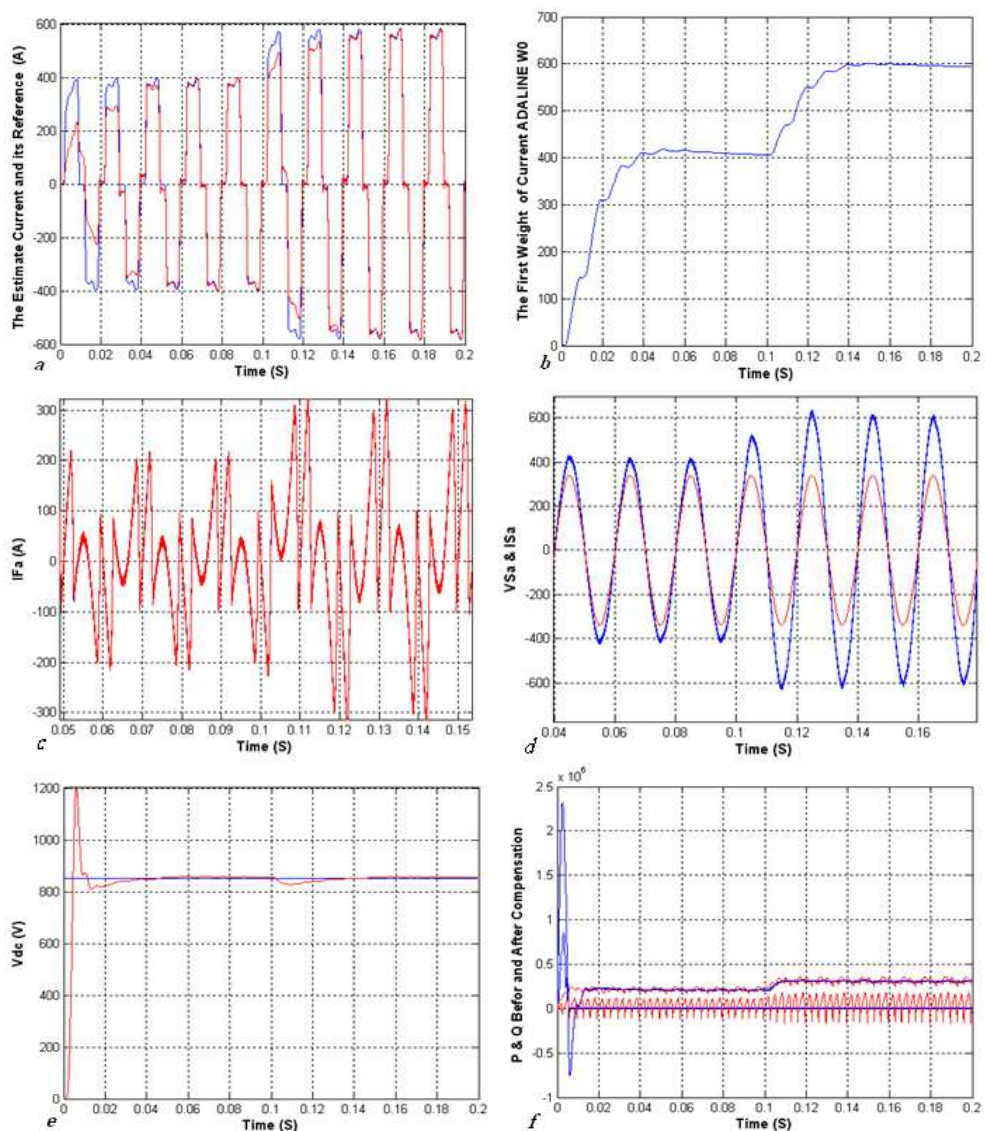 The Estimate Current and its Reference (A)
600
400
200
0
-200
-400
-600
0 0.02 0.04 0.06 0.08 0.1 0.12 0.14 0.16 0.18 0.2
Time (S)
a
The First Weight of Current ADALINE W0
700
600
500
400
300
200
100
0
0 0.02 0.04 0.06 0.08 0.1 0.12 0.14 0.16 0.18 0.2
Time (S)
b
IFa (A)
300
200
100
0
-100
-200
-300
0.05 0.06 0.07 0.08 0.09 0.1 0.11 0.12 0.13 0.14 0.15
Time (S)
c
VSa & ISa
600
400
200
0
-200
-400
-600
0.04 0.06 0.08 0.1 0.12 0.14 0.16
Time (S)
d
Vdc (V)
1200
1000
800
600
400
200
0
0 0.02 0.04 0.06 0.08 0.1 0.12 0.14 0.16 0.18 0.2
Time (S)
e
P & Q Befor and After Compensation
x 10^6
2.5
2
1.5
1
0.5
0
-0.5
-1
0 0.02 0.04 0.06 0.08 0.1 0.12 0.14 0.16 0.18 0.2
Time (S)
f